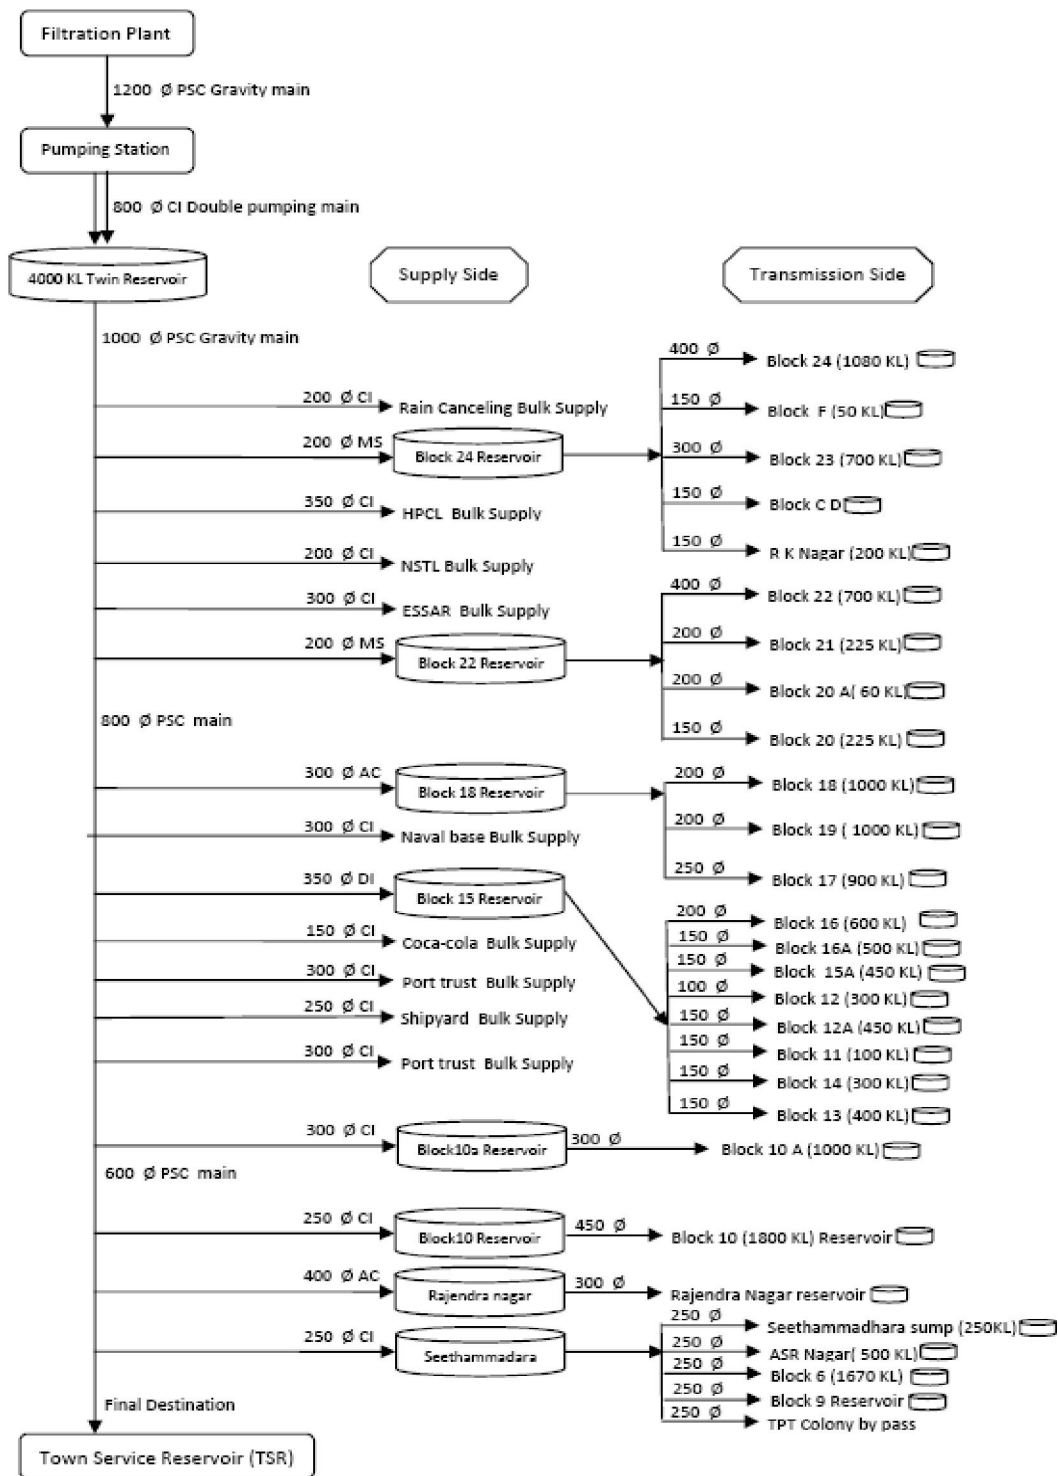 Filtration Plant
1200 Ø PSC Gravity main
Pumping Station
800 Ø CI Double pumping main
4000 KL Twin Reservoir
Supply Side
Transmission Side
1000 Ø PSC Gravity main
200 Ø CI
Rain Canceling Bulk Supply
200 Ø MS
Block 24 Reservoir
400 Ø
Block 24 (1080 KL)
150 Ø
Block F (50 KL)
300 Ø
Block 23 (700 KL)
150 Ø
Block C D
150 Ø
R K Nagar (200 KL)
350 Ø CI
HPCL Bulk Supply
200 Ø CI
NSTL Bulk Supply
300 Ø CI
ESSAR Bulk Supply
200 Ø MS
Block 22 Reservoir
400 Ø
Block 22 (700 KL)
200 Ø
Block 21 (225 KL)
200 Ø
Block 20 A( 60 KL)
150 Ø
Block 20 (225 KL)
800 Ø PSC main
300 Ø AC
Block 18 Reservoir
200 Ø
Block 18 (1000 KL)
200 Ø
Block 19 ( 1000 KL)
250 Ø
Block 17 (900 KL)
300 Ø CI
Naval base Bulk Supply
350 Ø DI
Block 15 Reservoir
200 Ø
Block 16 (600 KL)
150 Ø
Block 16A (500 KL)
150 Ø
Block 15A (450 KL)
100 Ø
Block 12 (300 KL)
150 Ø
Block 12A (450 KL)
150 Ø
Block 11 (100 KL)
150 Ø
Block 14 (300 KL)
150 Ø
Block 13 (400 KL)
150 Ø CI
Coca-cola Bulk Supply
300 Ø CI
Port trust Bulk Supply
250 Ø CI
Shipyard Bulk Supply
300 Ø CI
Port trust Bulk Supply
300 Ø CI
Block10a Reservoir
300 Ø
Block 10 A (1000 KL)
600 Ø PSC main
250 Ø CI
Block10 Reservoir
450 Ø
Block 10 (1800 KL) Reservoir
400 Ø AC
Rajendra nagar
300 Ø
Rajendra Nagar reservoir
250 Ø CI
Seethammadara
250 Ø
Seethammadhara sump (250KL)
250 Ø
ASR Nagar( 500 KL)
250 Ø
Block 6 (1670 KL)
250 Ø
Block 9 Reservoir
250 Ø
TPT Colony by pass
Final Destination
Town Service Reservoir (TSR)